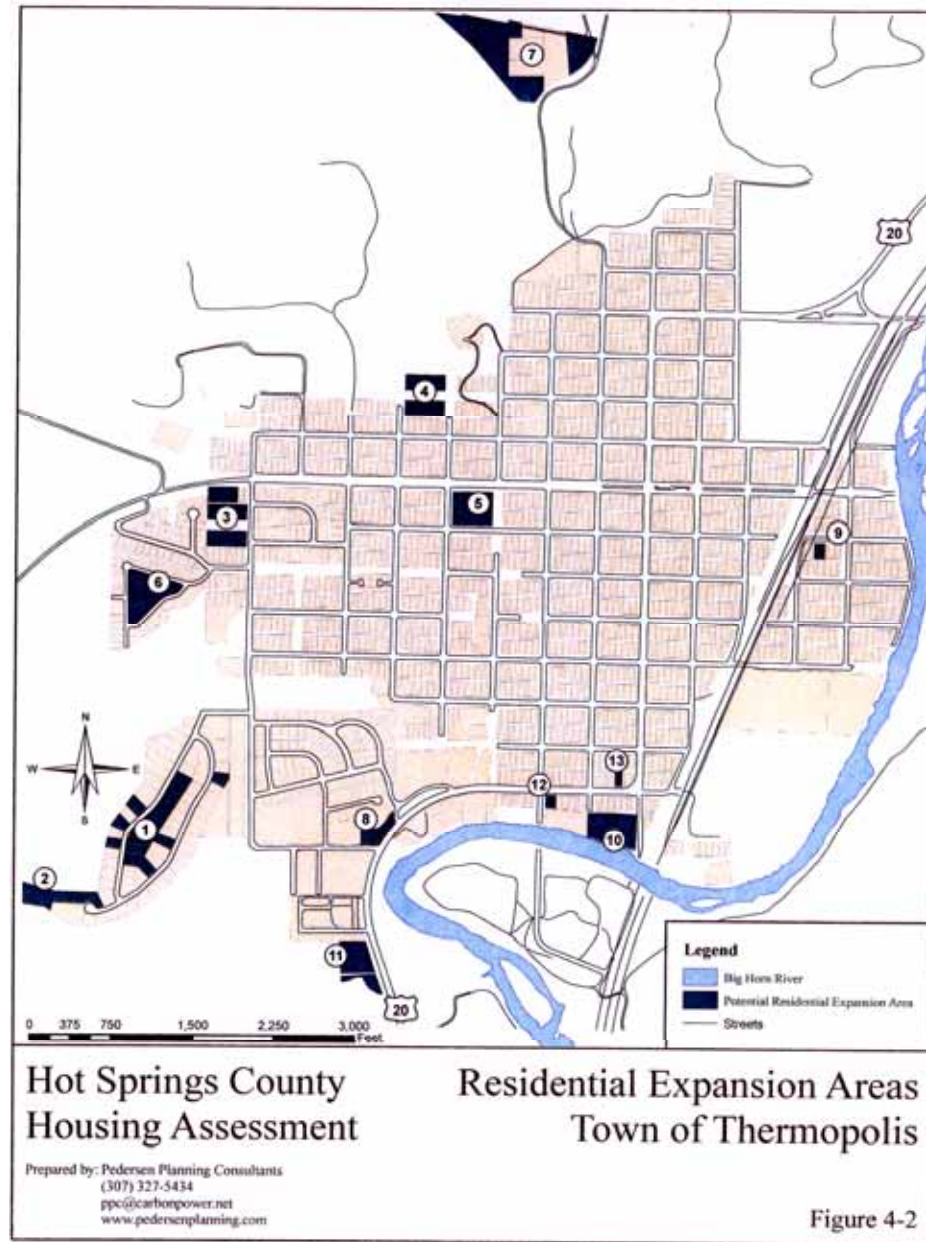 7
20
4
5
3
9
6
N
W E
S
13
12
1
8
10
2
11
20
Legend
Big Horn River
Potential Residential Expansion Area
Streets
0 375 750 1,500 2,250 3,000
Feet
Hot Springs County
Housing Assessment
Residential Expansion Areas
Town of Thermopolis
Prepared by: Pedersen Planning Consultants
(307) 327-5434
ppc@carbonpower.net
www.pedersenplanning.com
Figure 4-2